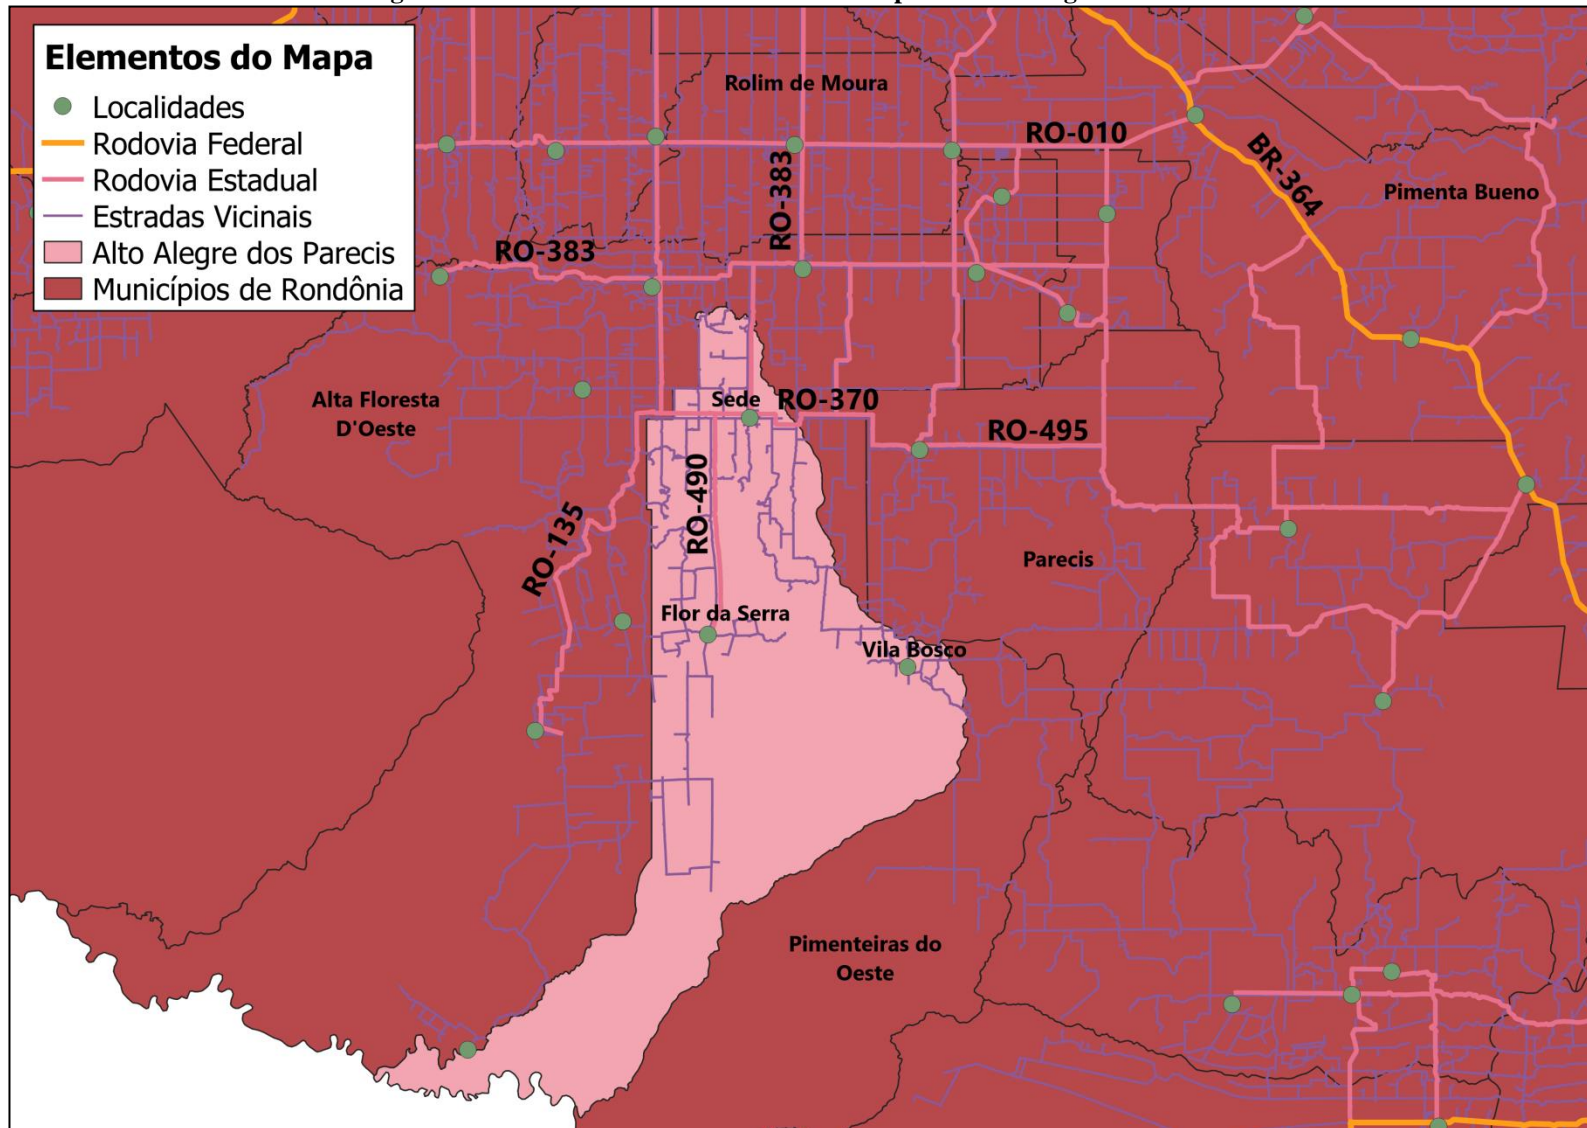 Elementos do Mapa
Localidades
Rodovia Federal
Rodovia Estadual
Estradas Vicinais
Alto Alegre dos Parecis
Municípios de Rondônia
Rolim de Moura
RO-010
BR-364
Pimenta Bueno
RO-383
RO-383
Alta Floresta
D'Oeste
Sede
RO-370
RO-495
RO-490
RO-135
Parecis
Flor da Serra
Vila Bosco
Pimenteiras do
Oeste